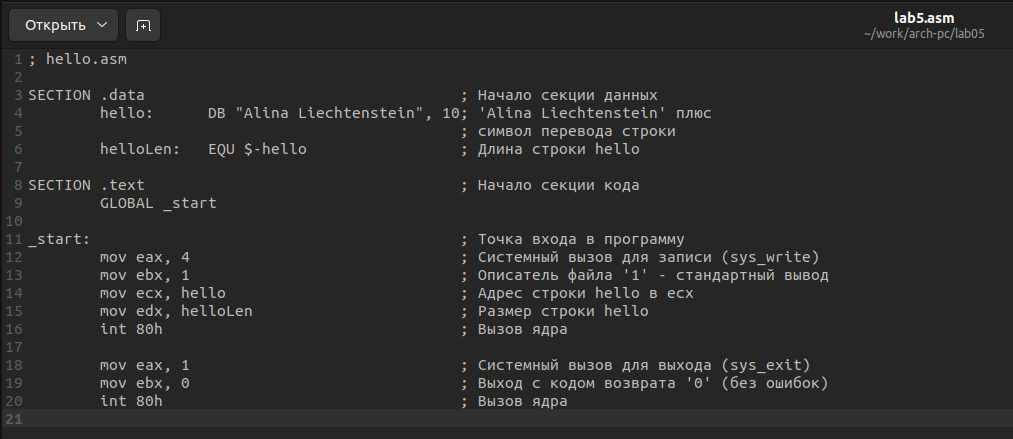 Открыть
lab5.asm
~/work/arch-pc/lab05
1 ; hello.asm
2
3 SECTION .data ; Начало секции данных
4 hello: DB "Alina Liechtenstein", 10; 'Alina Liechtenstein' плюс
5 ; символ перевода строки
6 helloLen: EQU $-hello ; Длина строки hello
7
8 SECTION .text ; Начало секции кода
9 GLOBAL _start
10
11 _start: ; Точка входа в программу
12 mov eax, 4 ; Системный вызов для записи (sys_write)
13 mov ebx, 1 ; Описатель файла '1' - стандартный вывод
14 mov ecx, hello ; Адрес строки hello в ecx
15 mov edx, helloLen ; Размер строки hello
16 int 80h ; Вызов ядра
17
18 mov eax, 1 ; Системный вызов для выхода (sys_exit)
19 mov ebx, 0 ; Выход с кодом возврата '0' (без ошибок)
20 int 80h ; Вызов ядра
21